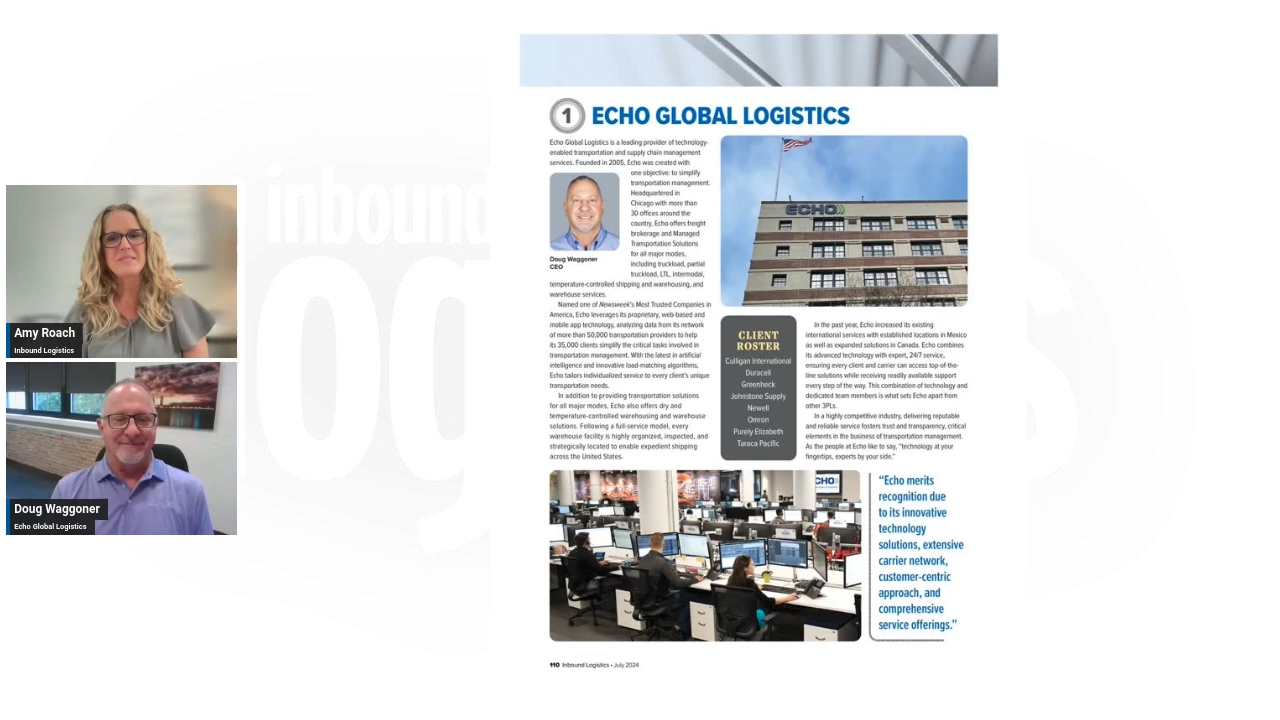 inbound
Amy Roach
Inbound Logistics
Doug Waggoner
Echo Global Logistics
1 ECHO GLOBAL LOGISTICS
Echo Global Logistics is a leading provider of technology-
enabled transportation and supply chain management
services. Founded in 2005, Echo was created with
one objective: to simplify
transportation management.
Headquartered in
Chicago with more than
30 offices around the
country, Echo offers freight
brokerage and Managed
Transportation Solutions
for all major modes,
including truckload, partial
truckload, LTL, intermodal,
Doug Waggoner
CEO
temperature-controlled shipping and warehousing, and
warehouse services.
Named one of Newsweek's Most Trusted Companies in
America, Echo leverages its proprietary, web-based and
mobile app technology, analyzing data from its network
of more than 50,000 transportation providers to help
its 35,000 clients simplify the critical tasks involved in
transportation management. With the latest in artificial
intelligence and innovative load-matching algorithms,
Echo tailors individualized service to every client's unique
transportation needs.
In addition to providing transportation solutions
for all major modes, Echo also offers dry and
temperature-controlled warehousing and warehouse
solutions. Following a full-service model, every
warehouse facility is highly organized, inspected, and
strategically located to enable expedient shipping
across the United States.
ECHO
CLIENT
ROSTER
Culligan International
Duracell
Greenheck
Johnstone Supply
Newell
Omron
Purely Elizabeth
Taraca Pacific
In the past year, Echo increased its existing
international services with established locations in Mexico
as well as expanded solutions in Canada. Echo combines
its advanced technology with expert, 24/7 service,
ensuring every client and carrier can access top-of-the-
line solutions while receiving readily available support
every step of the way. This combination of technology and
dedicated team members is what sets Echo apart from
other 3PLs.
In a highly competitive industry, delivering reputable
and reliable service fosters trust and transparency, critical
elements in the business of transportation management.
As the people at Echo like to say, "technology at your
fingertips, experts by your side."
"Echo merits
recognition due
to its innovative
technology
solutions, extensive
carrier network,
customer-centric
approach, and
comprehensive
service offerings."
110 Inbound Logistics • July 2024